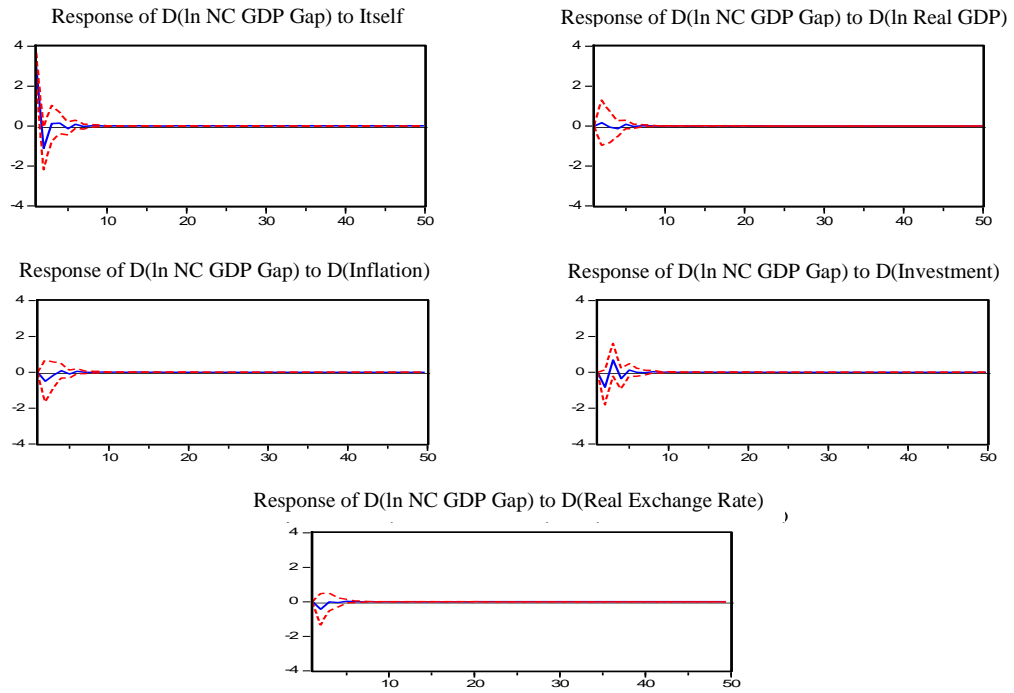 Response of D(ln NC GDP Gap) to Itself
4
2
0
-2
-4
10 20 30 40 50
Response of D(ln NC GDP Gap) to D(ln Real GDP)
4
2
0
-2
-4
10 20 30 40 50
Response of D(ln NC GDP Gap) to D(Inflation)
4
2
0
-2
-4
10 20 30 40 50
Response of D(ln NC GDP Gap) to D(Investment)
4
2
0
-2
-4
10 20 30 40 50
Response of D(ln NC GDP Gap) to D(Real Exchange Rate)
4
2
0
-2
-4
10 20 30 40 50